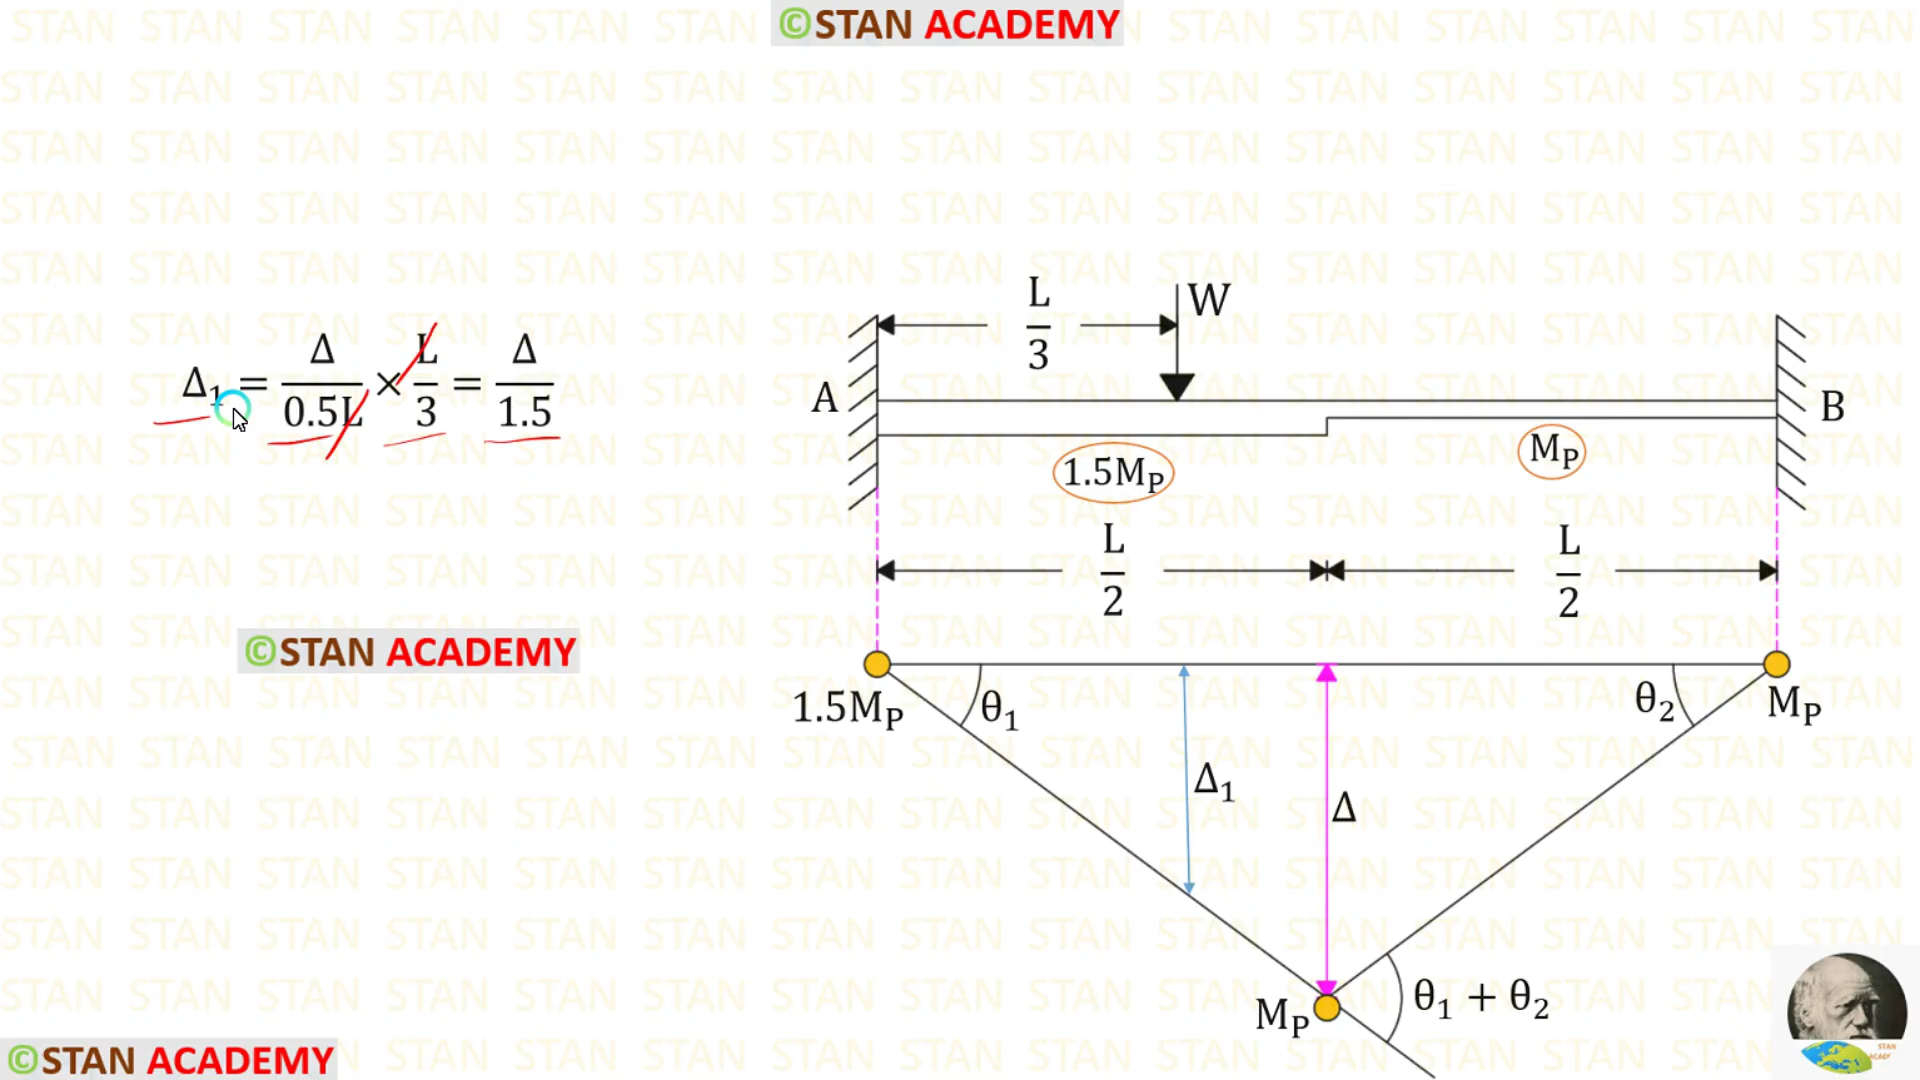 ©STAN ACADEMY
Δ₁ = Δ/0.5L × L/3 = Δ/1.5
L/3
W
A
B
1.5Mₚ
Mₚ
L/2
L/2
©STAN ACADEMY
1.5Mₚ
θ₁
θ₂
Mₚ
Δ₁
Δ
Mₚ
θ₁ + θ₂
©STAN ACADEMY